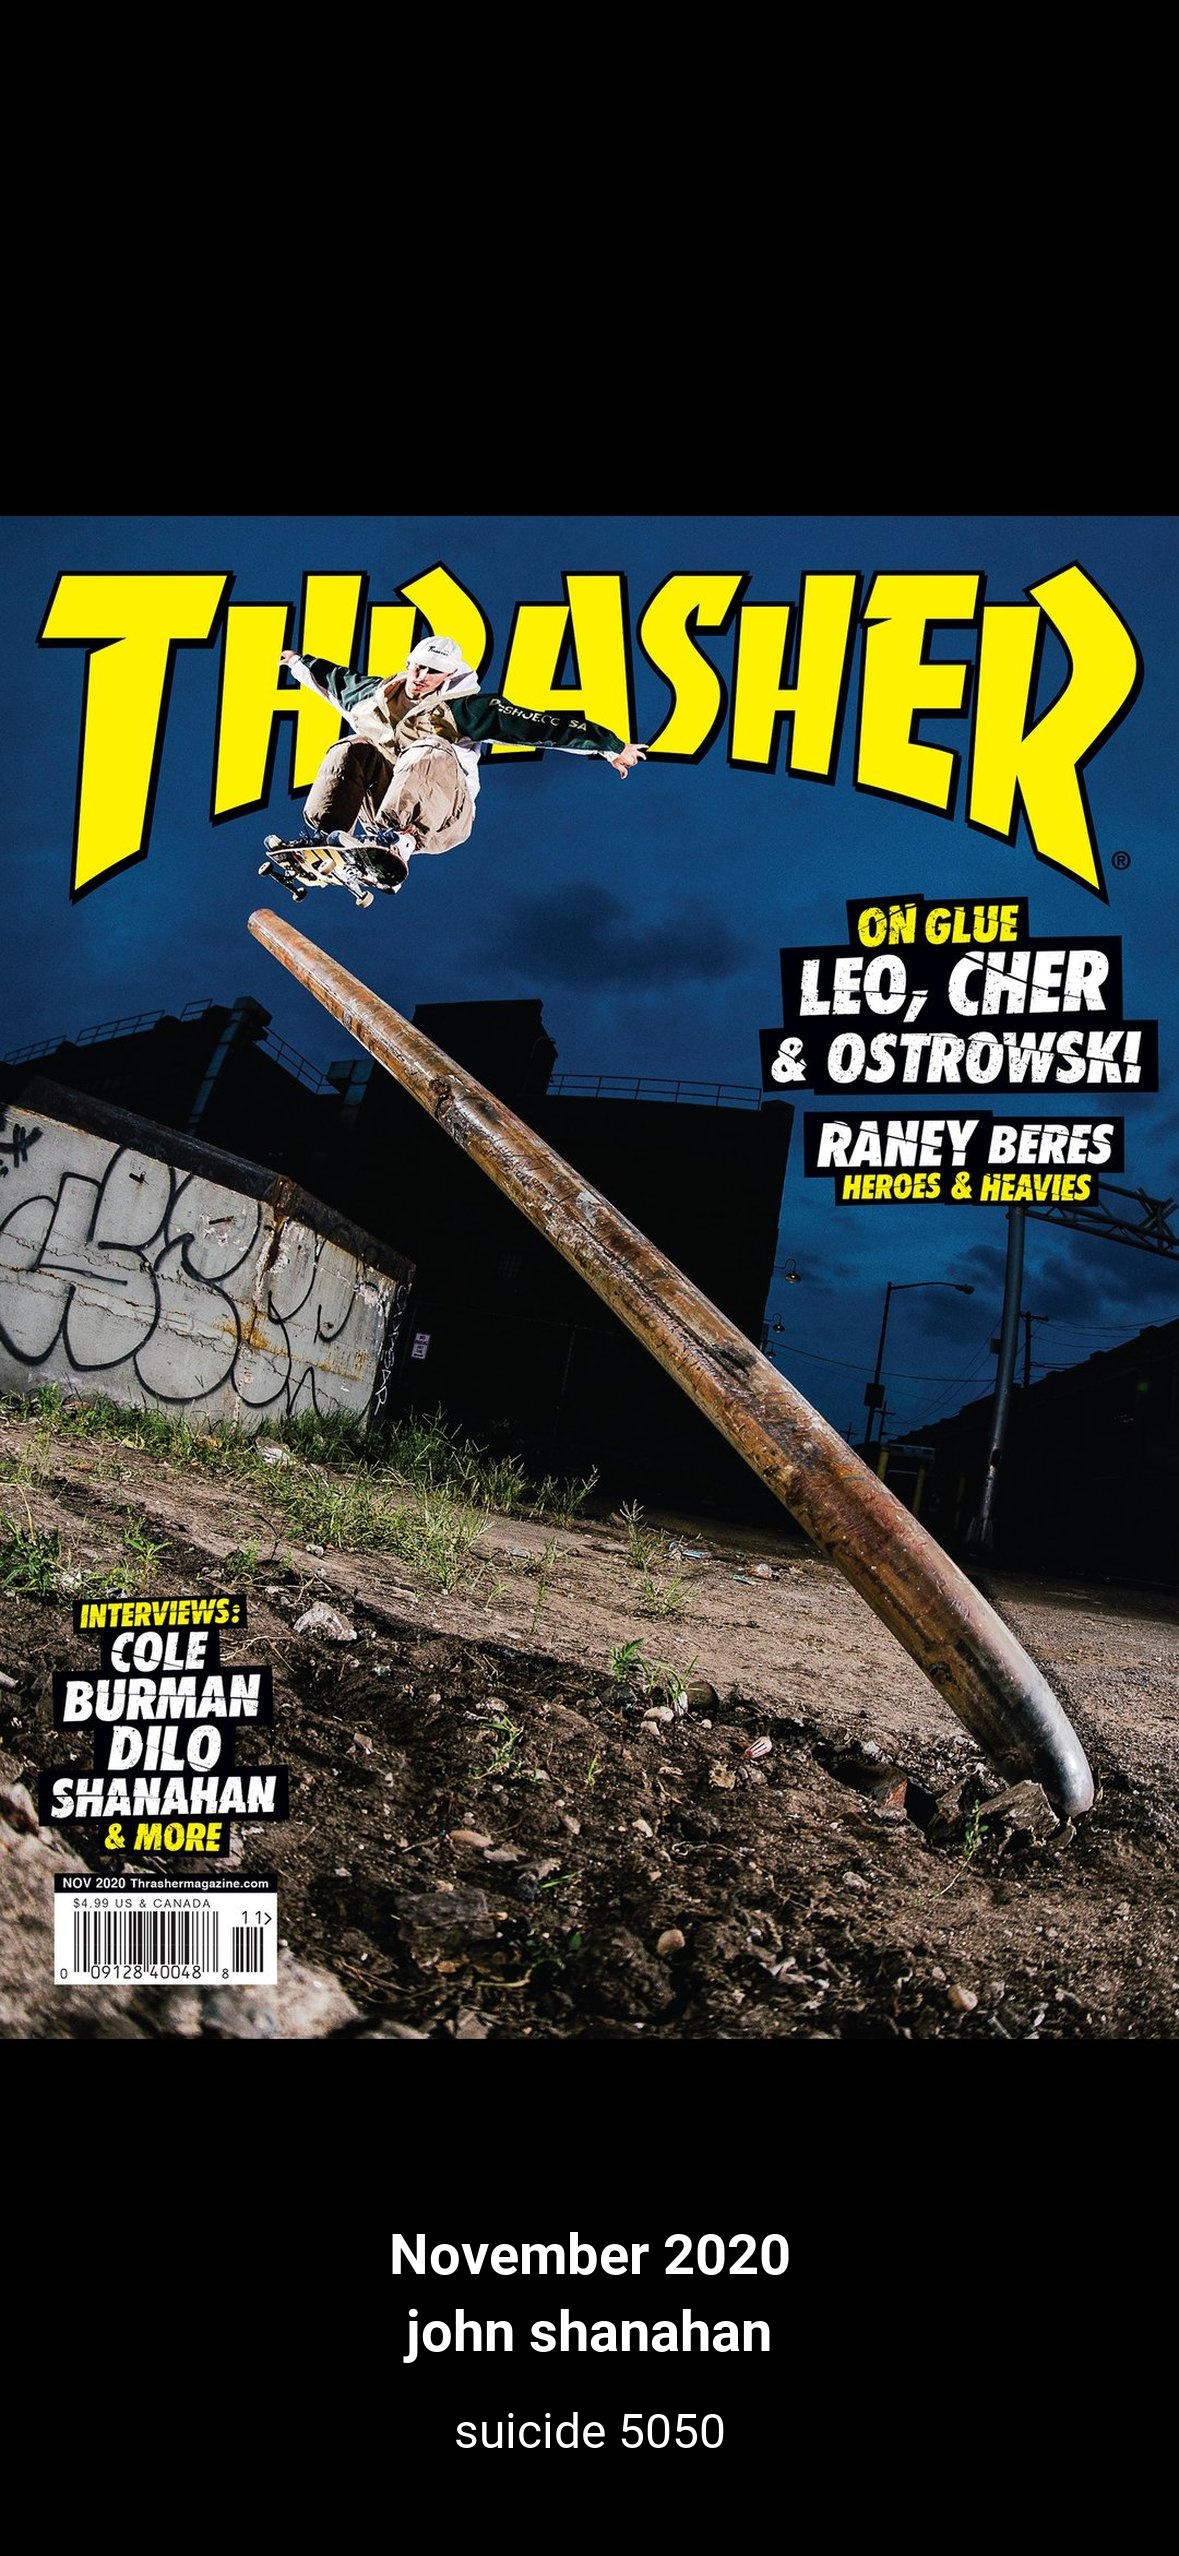 THRASHER
®
ON GLUE
LEO, CHER
& OSTROWSKI
RANEY BERES
HEROES & HEAVIES
INTERVIEWS:
COLE
BURMAN
DILO
SHANAHAN
& MORE
NOV 2020 Thrashermagazine.com
$4.99 US & CANADA
11>
0 09128 40048 8
November 2020
john shanahan
suicide 5050